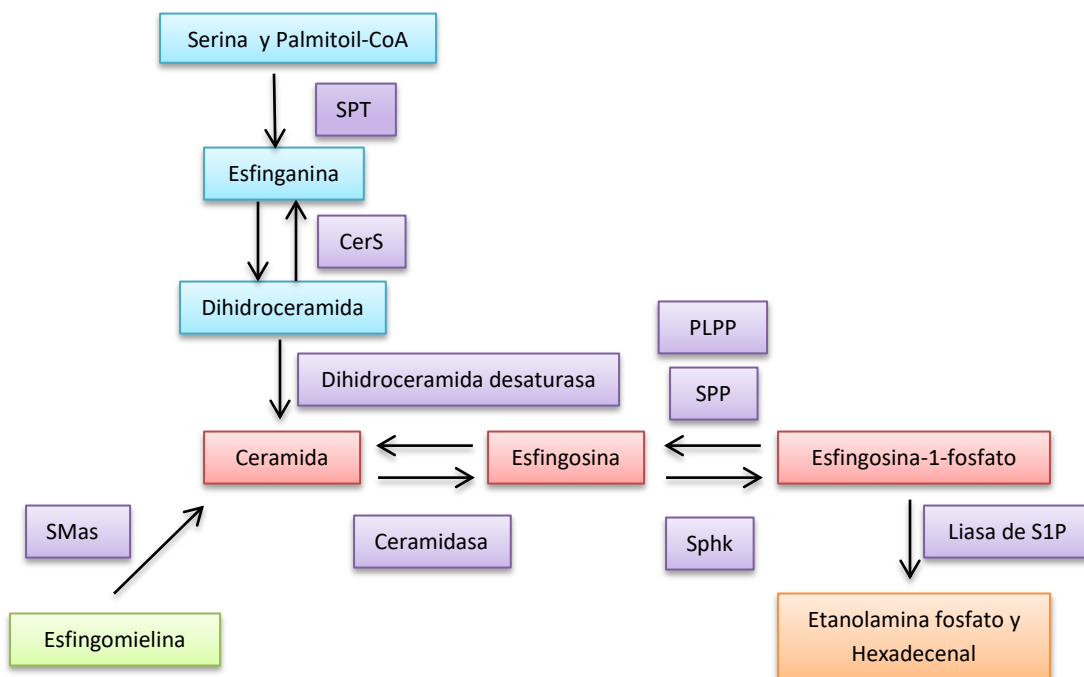 Serina y Palmitoil-CoA
SPT
Esfinganina
CerS
Dihidroceramida
PLPP
Dihidroceramida desaturasa
SPP
Ceramida
Esfingosina
Esfingosina-1-fosfato
SMas
Ceramidasa
Sphk
Liasa de S1P
Esfingomielina
Etanolamina fosfato y
Hexadecenal